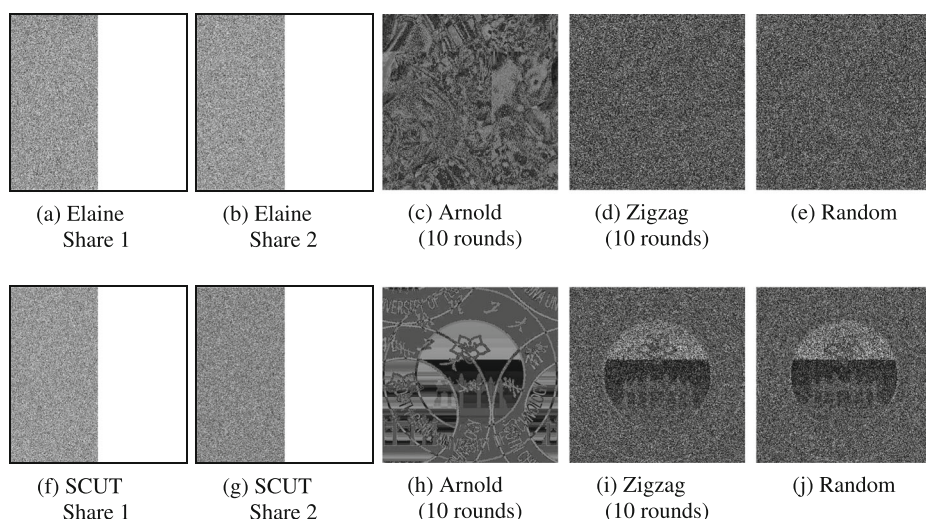 (a) Elaine
Share 1
(b) Elaine
Share 2
(c) Arnold
(10 rounds)
(d) Zigzag
(10 rounds)
(e) Random
(f) SCUT
Share 1
(g) SCUT
Share 2
(h) Arnold
(10 rounds)
(i) Zigzag
(10 rounds)
(j) Random